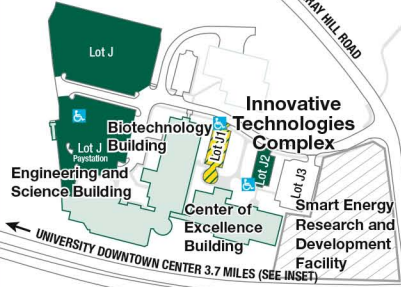 RAY HILL ROAD
Lot J
Innovative
Technologies
Complex
Biotechnology
Building
Lot J1
Lot J
Paystation
Lot J2
Lot J3
Engineering and
Science Building
Center of
Excellence
Building
Smart Energy
Research and
Development
Facility
UNIVERSITY DOWNTOWN CENTER 3.7 MILES (SEE INSET)